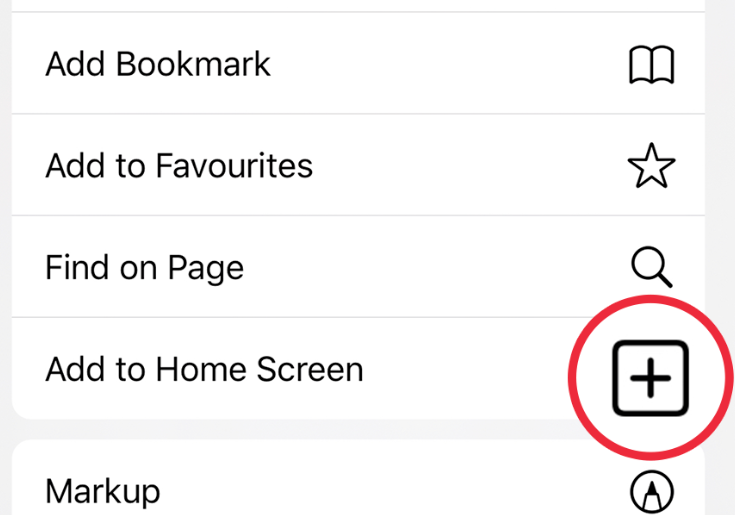 Add Bookmark
Add to Favourites
Find on Page
Add to Home Screen
Markup